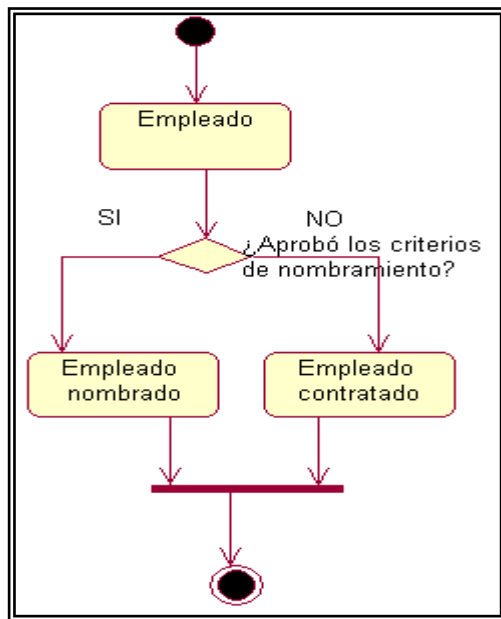 Empleado
SI
NO
¿Aprobó los criterios
de nombramiento?
Empleado
nombrado
Empleado
contratado